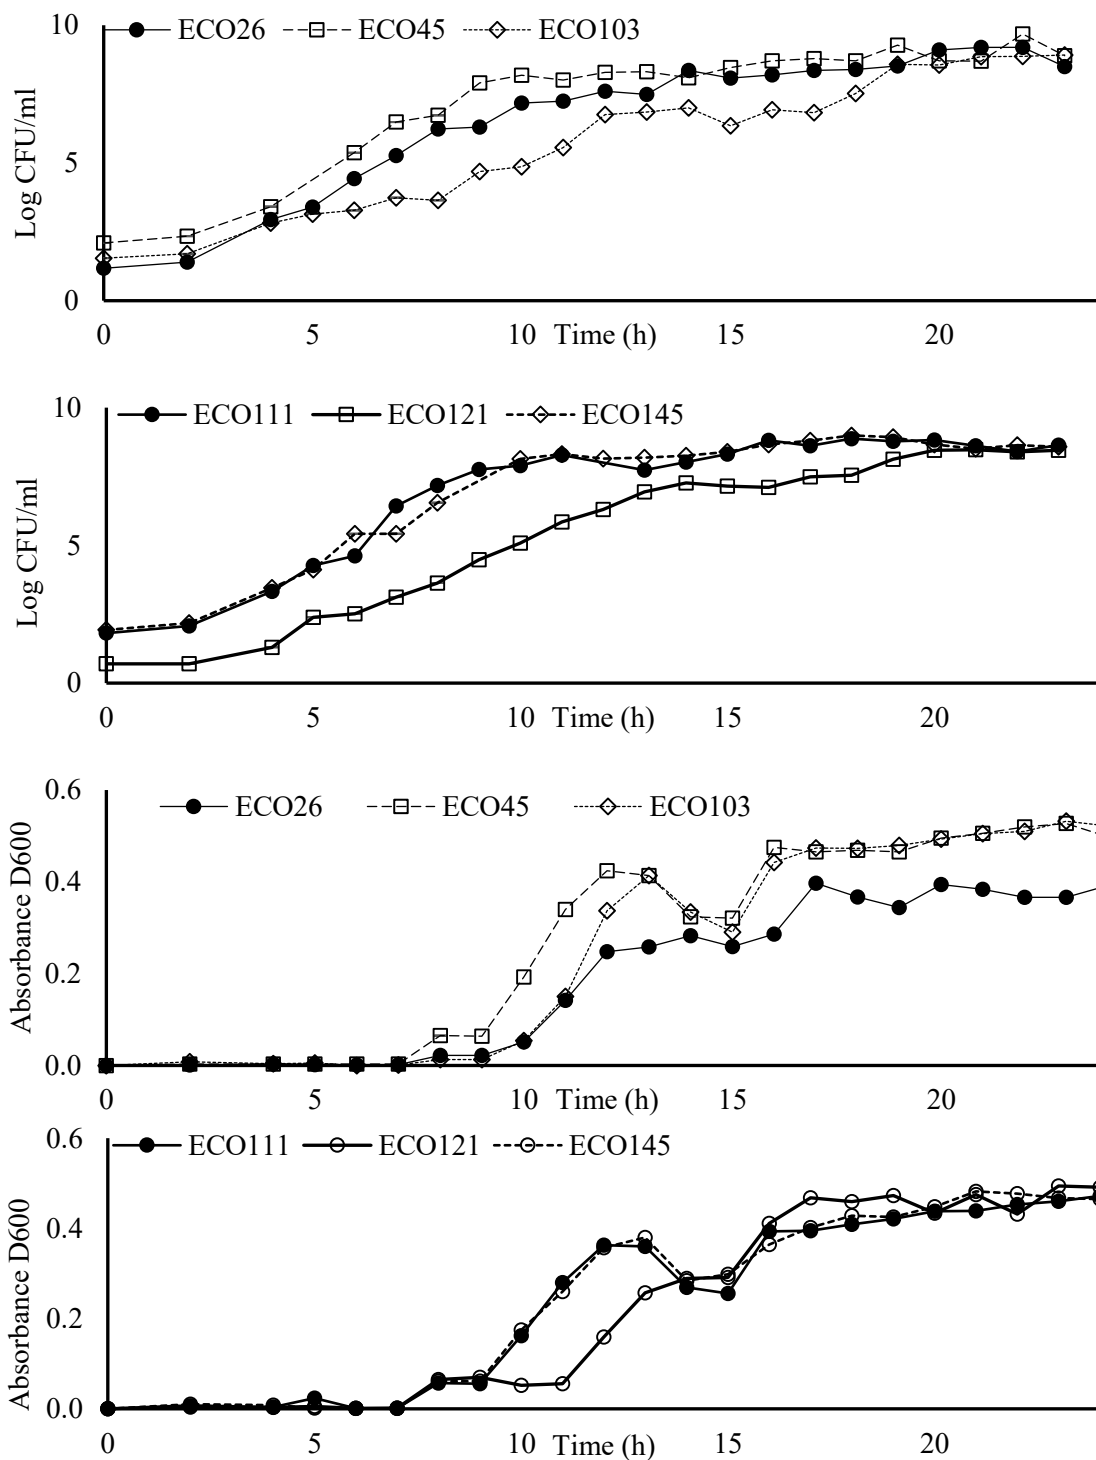 10
ECO26 ECO45 ECO103
Log CFU/ml
5
0
0 5 10 Time (h) 15 20
10
ECO111 ECO121 ECO145
Log CFU/ml
5
0
0 5 10 Time (h) 15 20
0.6
ECO26 ECO45 ECO103
Absorbance D600
0.4
0.2
0.0
0 5 10 Time (h) 15 20
0.6
ECO111 ECO121 ECO145
Absorbance D600
0.4
0.2
0.0
0 5 10 Time (h) 15 20